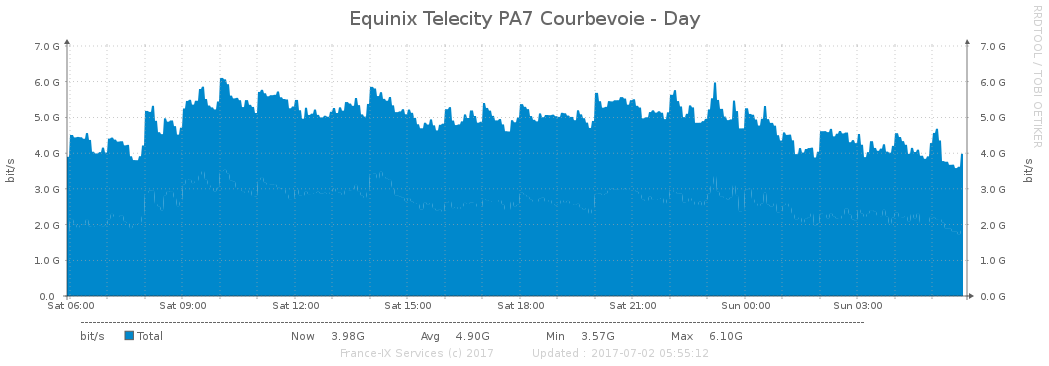 Equinix Telecity PA7 Courbevoie - Day
RRDTOOL / TOBI OETIKER
bit/s
7.0 G 7.0 G
6.0 G 6.0 G
5.0 G 5.0 G
4.0 G 4.0 G
3.0 G 3.0 G
2.0 G 2.0 G
1.0 G 1.0 G
0.0 0.0 G
bit/s
Sat 06:00 Sat 09:00 Sat 12:00 Sat 15:00 Sat 18:00 Sat 21:00 Sun 00:00 Sun 03:00
bit/s Total Now 3.98G Avg 4.90G Min 3.57G Max 6.10G
France-IX Services (c) 2017 Updated : 2017-07-02 05:55:12